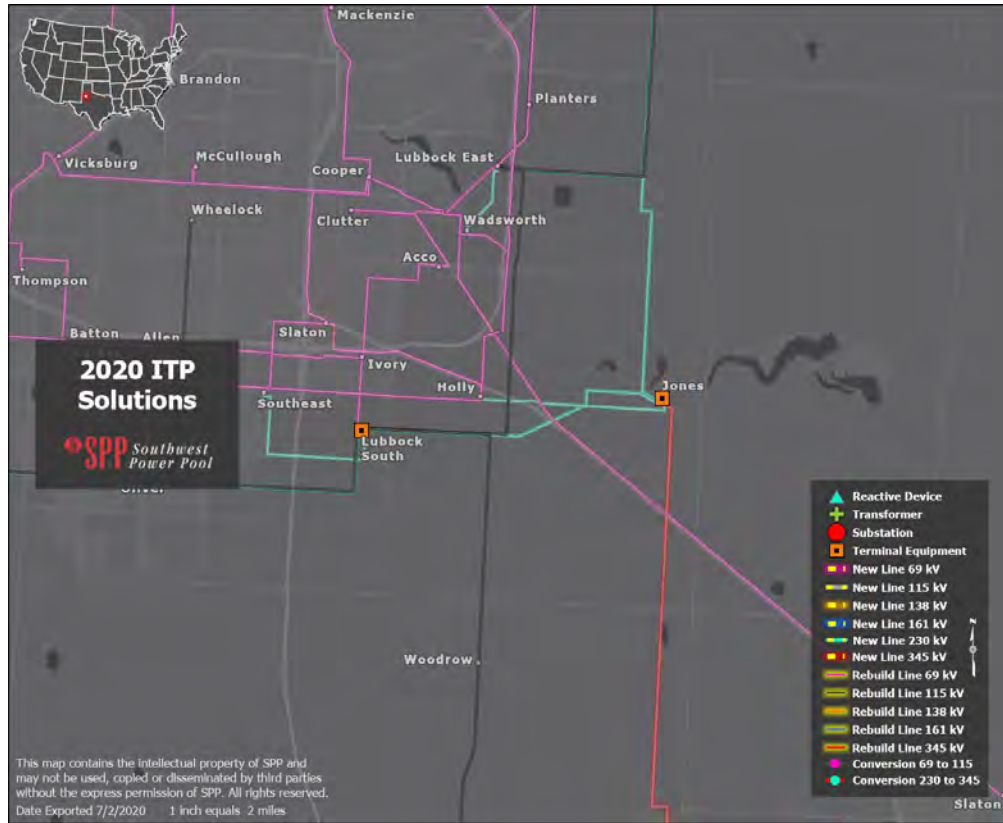 Mackenzie
Brandon
Planters
Vicksburg
McCullough
Lubbock East
Cooper
Wheelock
Clutter
Wadsworth
Acco
Thompson
Batton
Allen
Slaton
Ivory
Holly
Jones
Southeast
Lubbock
South
Oliver
Woodrow
Slaton
2020 ITP
Solutions
SPP Southwest
Power Pool
Reactive Device
Transformer
Substation
Terminal Equipment
New Line 69 kV
New Line 115 kV
New Line 138 kV
New Line 161 kV
New Line 230 kV
New Line 345 kV
Rebuild Line 69 kV
Rebuild Line 115 kV
Rebuild Line 138 kV
Rebuild Line 161 kV
Rebuild Line 345 kV
Conversion 69 to 115
Conversion 230 to 345
N
This map contains the intellectual property of SPP and
may not be used, copied or disseminated by third parties
without the express permission of SPP. All rights reserved.
Date Exported 7/2/2020 1 inch equals 2 miles